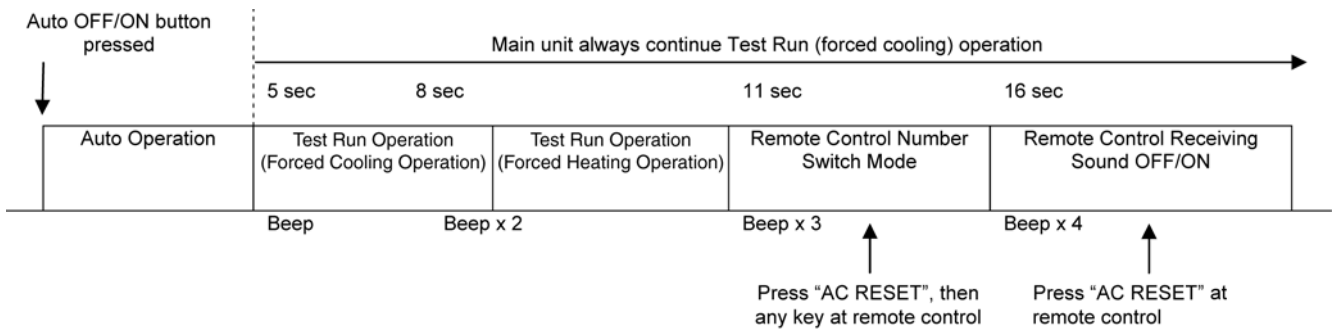 Auto OFF/ON button
pressed
Main unit always continue Test Run (forced cooling) operation
5 sec
8 sec
11 sec
16 sec
Auto Operation
Test Run Operation
(Forced Cooling Operation)
Test Run Operation
(Forced Heating Operation)
Remote Control Number
Switch Mode
Remote Control Receiving
Sound OFF/ON
Beep
Beep x 2
Beep x 3
Beep x 4
Press “AC RESET”, then
any key at remote control
Press “AC RESET” at
remote control